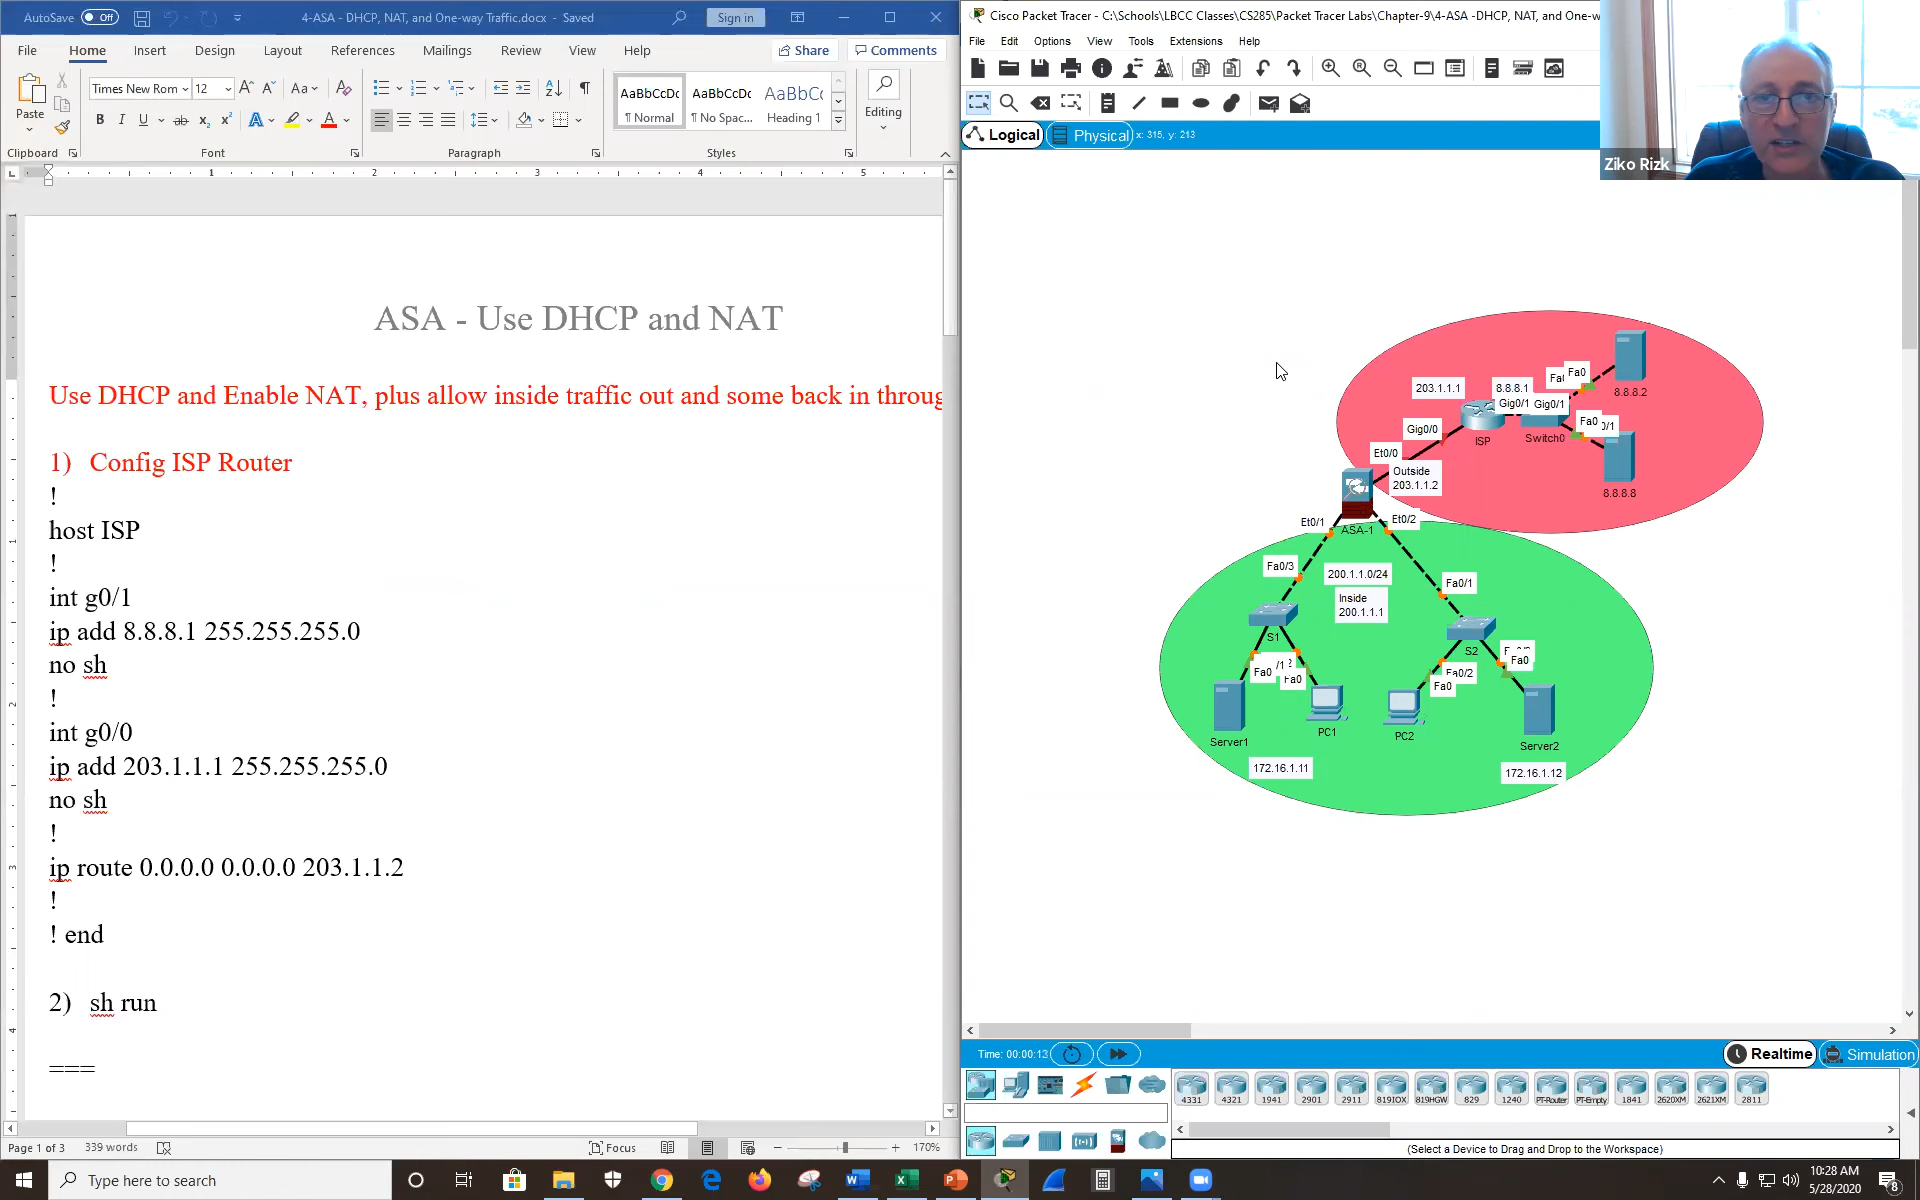 AutoSave Off 4-ASA - DHCP, NAT, and One-way Traffic.docx - Saved Sign in
File Home Insert Design Layout References Mailings Review View Help Share Comments
Times New Rom 12 Aa
Paste
B I U ab x₂ x² A A
AaBbCcDc AaBbCcDc AaBbCc
¶ Normal ¶ No Spac... Heading 1
Editing
Clipboard Font Paragraph Styles
1 2 3 4 5
ASA - Use DHCP and NAT
Use DHCP and Enable NAT, plus allow inside traffic out and some back in throug
1) Config ISP Router
!
host ISP
!
int g0/1
ip add 8.8.8.1 255.255.255.0
no sh
!
int g0/0
ip add 203.1.1.1 255.255.255.0
no sh
!
ip route 0.0.0.0 0.0.0.0 203.1.1.2
!
! end
2) sh run
===
Page 1 of 3 339 words Focus 170%
Cisco Packet Tracer - C:\Schools\LBCC Classes\CS285\Packet Tracer Labs\Chapter-9\4-ASA -DHCP, NAT, and One-w
File Edit Options View Tools Extensions Help
Logical Physical x: 315, y: 213
Ziko Rizk
Fa0
8.8.8.2
203.1.1.1 8.8.8.1
Gig0/1 Gig0/1
Fa0 0/1
Gig0/0
ISP Switch0
Et0/0
Outside
203.1.1.2
8.8.8.8
Et0/1 Et0/2
ASA-1
Fa0/3
200.1.1.0/24
Fa0/1
Inside
200.1.1.1
S1
S2
Fa0 /1 2
Fa0
Fa0/2
Fa0
Fa0
Server1 PC1 PC2 Server2
172.16.1.11 172.16.1.12
Time: 00:00:13 Realtime Simulation
4331 4321 1941 2901 2911 819IOX 819HGW 829 1240 PT-Router PT-Empty 1841 2620XM 2621XM 2811
(Select a Device to Drag and Drop to the Workspace)
Type here to search
10:28 AM
5/28/2020
8